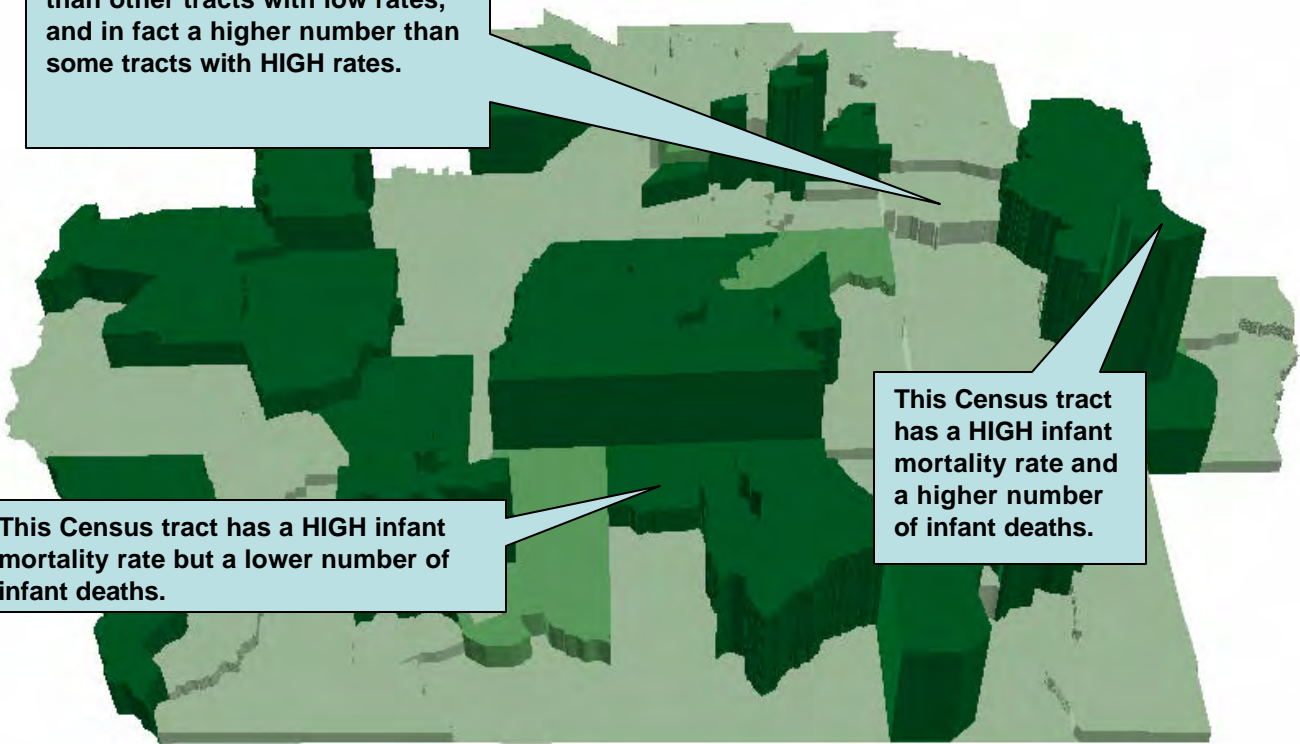 than other tracts with low rates,
and in fact a higher number than
some tracts with HIGH rates.
This Census tract
has a HIGH infant
mortality rate and
a higher number
of infant deaths.
This Census tract has a HIGH infant
mortality rate but a lower number of
infant deaths.